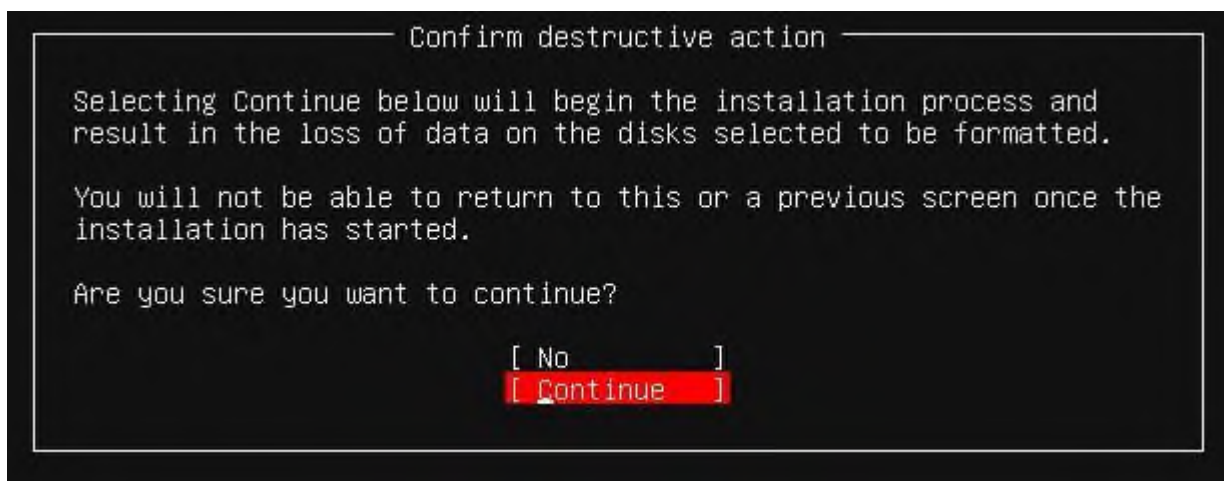 Confirm destructive action
Selecting Continue below will begin the installation process and
result in the loss of data on the disks selected to be formatted.
You will not be able to return to this or a previous screen once the
installation has started.
Are you sure you want to continue?
[ No ]
[ Continue ]